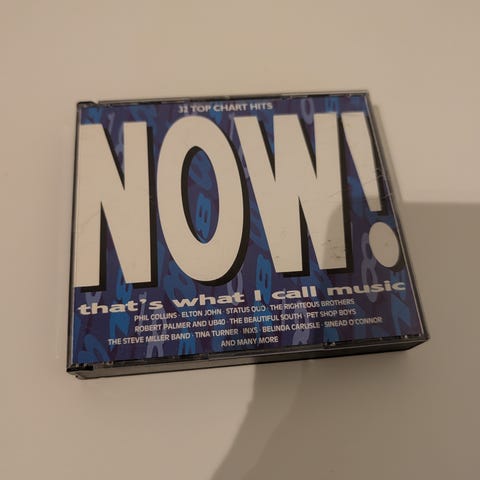 32 TOP CHART HITS
NOW!
that's what I call music
PHIL COLLINS · ELTON JOHN · STATUS QUO · THE RIGHTEOUS BROTHERS
ROBERT PALMER AND UB40 · THE BEAUTIFUL SOUTH · PET SHOP BOYS
THE STEVE MILLER BAND · TINA TURNER · INXS · BELINDA CARLISLE · SINEAD O'CONNOR
AND MANY MORE